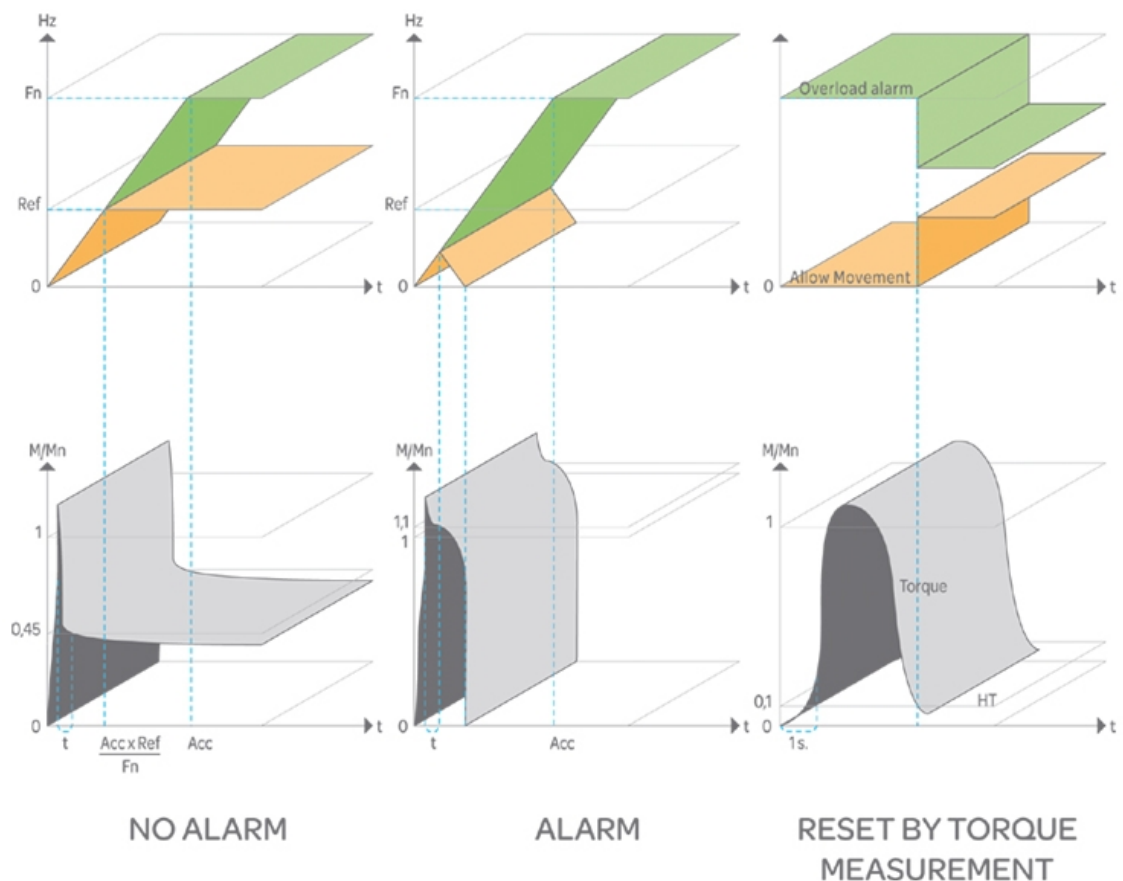 Hz
Fn
Ref
0
t
Hz
Fn
Ref
0
t
Overload alarm
Allow Movement
0
t
M/Mn
1
0,45
0
t
Acc x Ref
Fn
Acc
t
M/Mn
1,1
1
0
t
Acc
t
M/Mn
1
Torque
0,1
0
HT
1s.
t
NO ALARM
ALARM
RESET BY TORQUE
MEASUREMENT